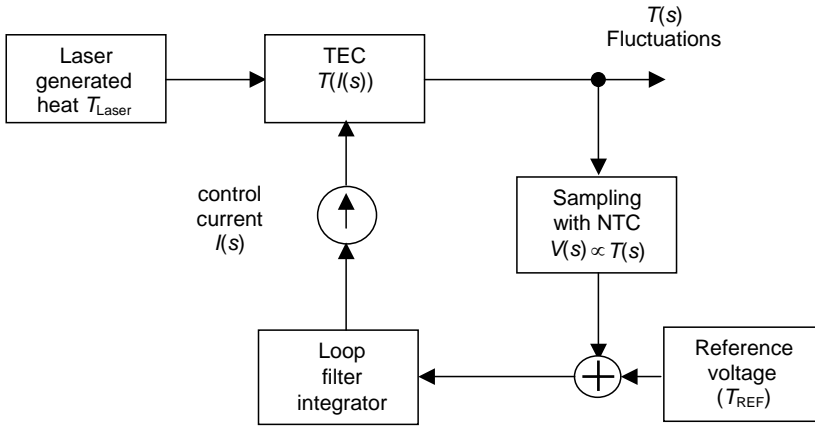 Laser
generated
heat T_Laser
TEC
T(I(s))
T(s)
Fluctuations
control
current
I(s)
Sampling
with NTC
V(s) ∝ T(s)
Loop
filter
integrator
+
Reference
voltage
(T_REF)